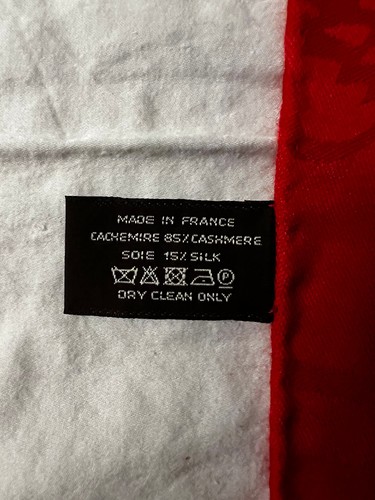 MADE IN FRANCE
CACHEMIRE 85% CASHMERE
SOIE 15% SILK
P
DRY CLEAN ONLY